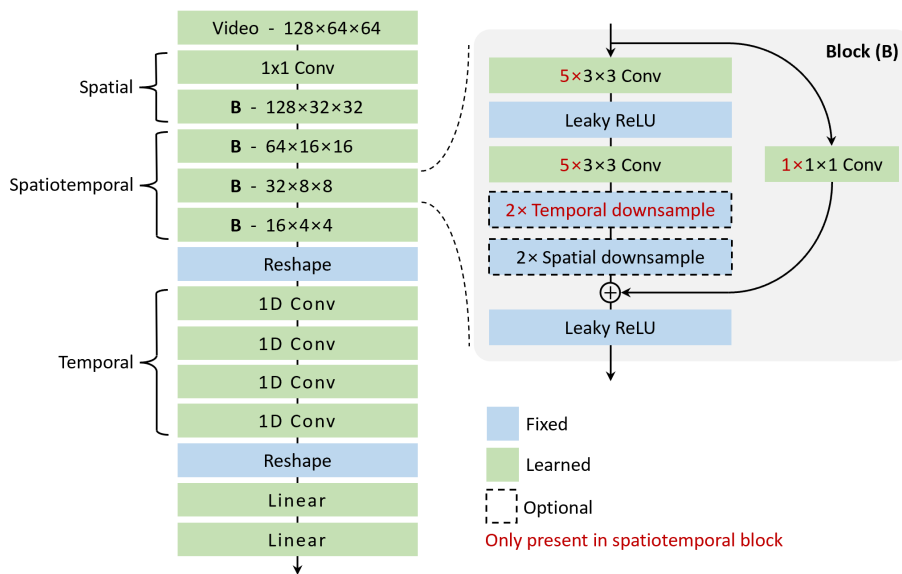 Video - 128×64×64
Spatial
1x1 Conv
B - 128×32×32
Spatiotemporal
B - 64×16×16
B - 32×8×8
B - 16×4×4
Reshape
Temporal
1D Conv
1D Conv
1D Conv
1D Conv
Reshape
Linear
Linear
Block (B)
5×3×3 Conv
Leaky ReLU
5×3×3 Conv
1×1×1 Conv
2× Temporal downsample
2× Spatial downsample
+
Leaky ReLU
Fixed
Learned
Optional
Only present in spatiotemporal block